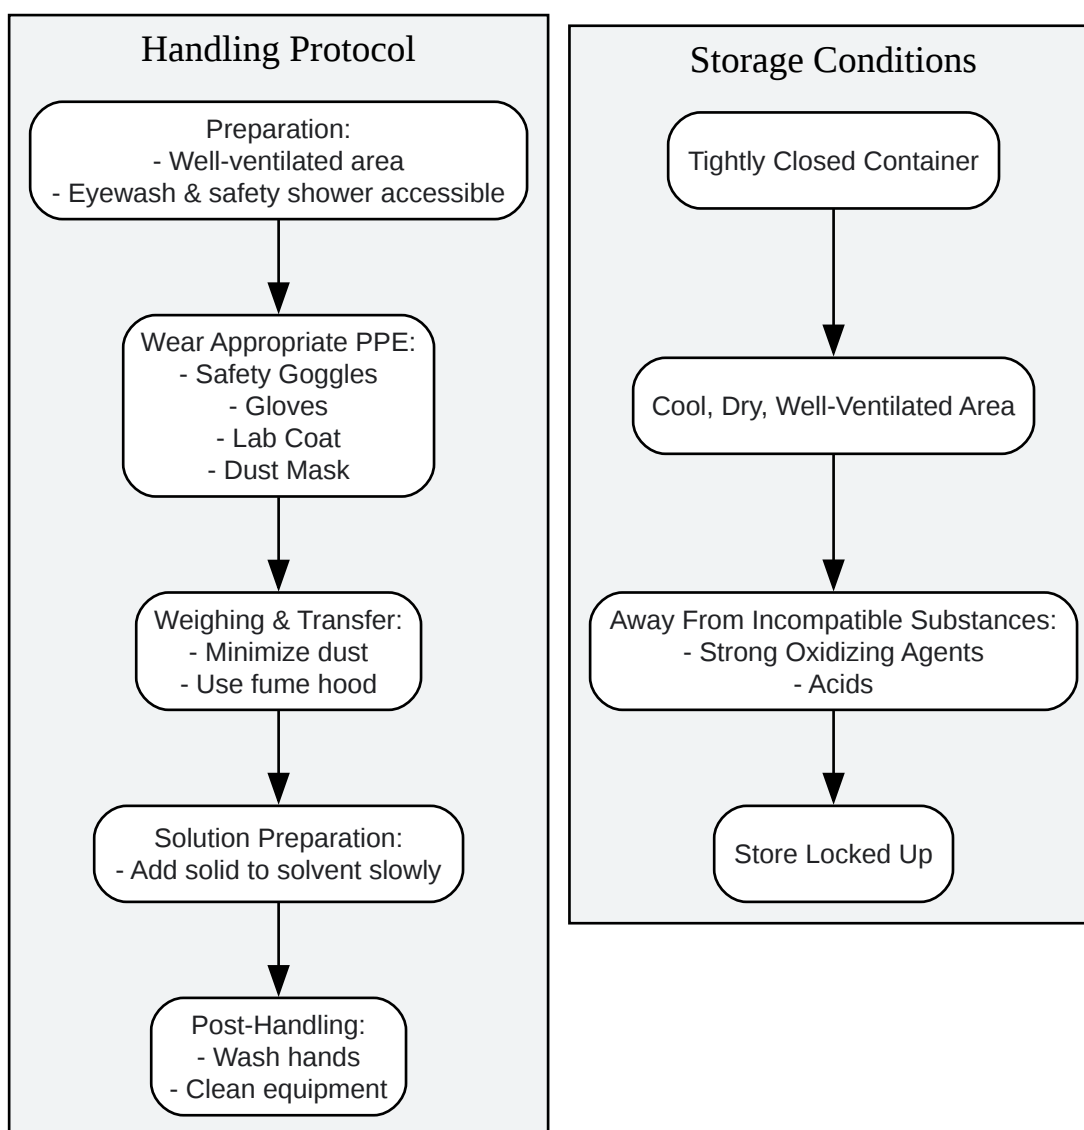 Handling Protocol
Preparation:
- Well-ventilated area
- Eyewash & safety shower accessible
Wear Appropriate PPE:
- Safety Goggles
- Gloves
- Lab Coat
- Dust Mask
Weighing & Transfer:
- Minimize dust
- Use fume hood
Solution Preparation:
- Add solid to solvent slowly
Post-Handling:
- Wash hands
- Clean equipment
Storage Conditions
Tightly Closed Container
Cool, Dry, Well-Ventilated Area
Away From Incompatible Substances:
- Strong Oxidizing Agents
- Acids
Store Locked Up